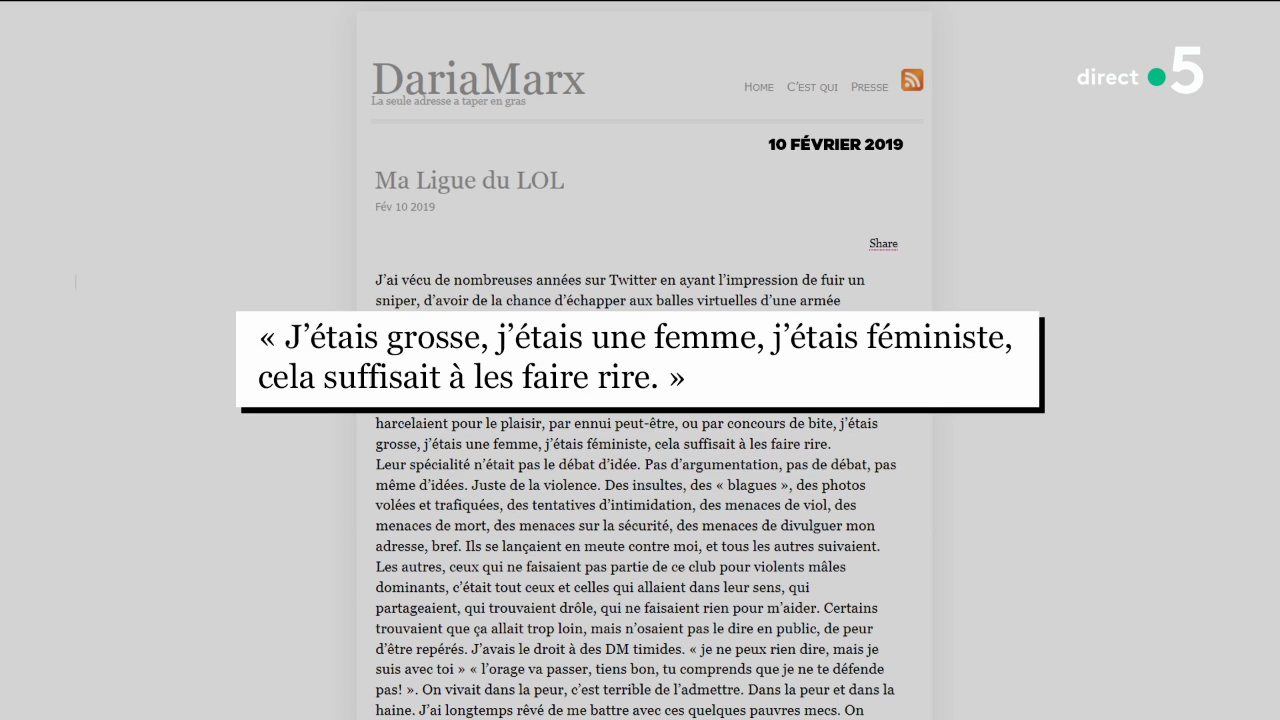 direct 5
DariaMarx
La seule adresse a taper en gras
Home C'est qui Presse
10 FÉVRIER 2019
Ma Ligue du LOL
Fév 10 2019
Share
J'ai vécu de nombreuses années sur Twitter en ayant l'impression de fuir un
sniper, d'avoir de la chance d'échapper aux balles virtuelles d'une armée
« J'étais grosse, j'étais une femme, j'étais féministe,
cela suffisait à les faire rire. »
harcelaient pour le plaisir, par ennui peut-être, ou par concours de bite, j'étais
grosse, j'étais une femme, j'étais féministe, cela suffisait à les faire rire.
Leur spécialité n'était pas le débat d'idée. Pas d'argumentation, pas de débat, pas
même d'idées. Juste de la violence. Des insultes, des « blagues », des photos
volées et trafiquées, des tentatives d'intimidation, des menaces de viol, des
menaces de mort, des menaces sur la sécurité, des menaces de divulguer mon
adresse, bref. Ils se lançaient en meute contre moi, et tous les autres suivaient.
Les autres, ceux qui ne faisaient pas partie de ce club pour violents mâles
dominants, c'était tout ceux et celles qui allaient dans leur sens, qui
partageaient, qui trouvaient drôle, qui ne faisaient rien pour m'aider. Certains
trouvaient que ça allait trop loin, mais n'osaient pas le dire en public, de peur
d'être repérés. J'avais le droit à des DM timides. « je ne peux rien dire, mais je
suis avec toi » « l'orage va passer, tiens bon, tu comprends que je ne te défende
pas! ». On vivait dans la peur, c'est terrible de l'admettre. Dans la peur et dans la
haine. J'ai longtemps rêvé de me battre avec ces quelques pauvres mecs. On